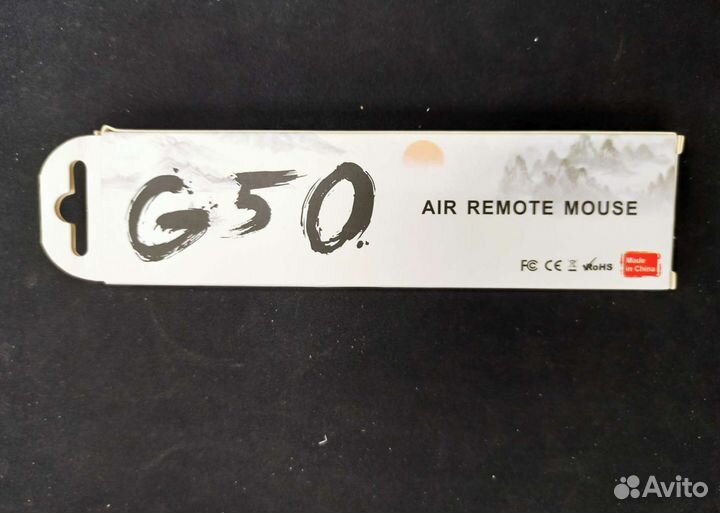 G50
AIR REMOTE MOUSE
FC CE RoHS
Made
in China
Avito